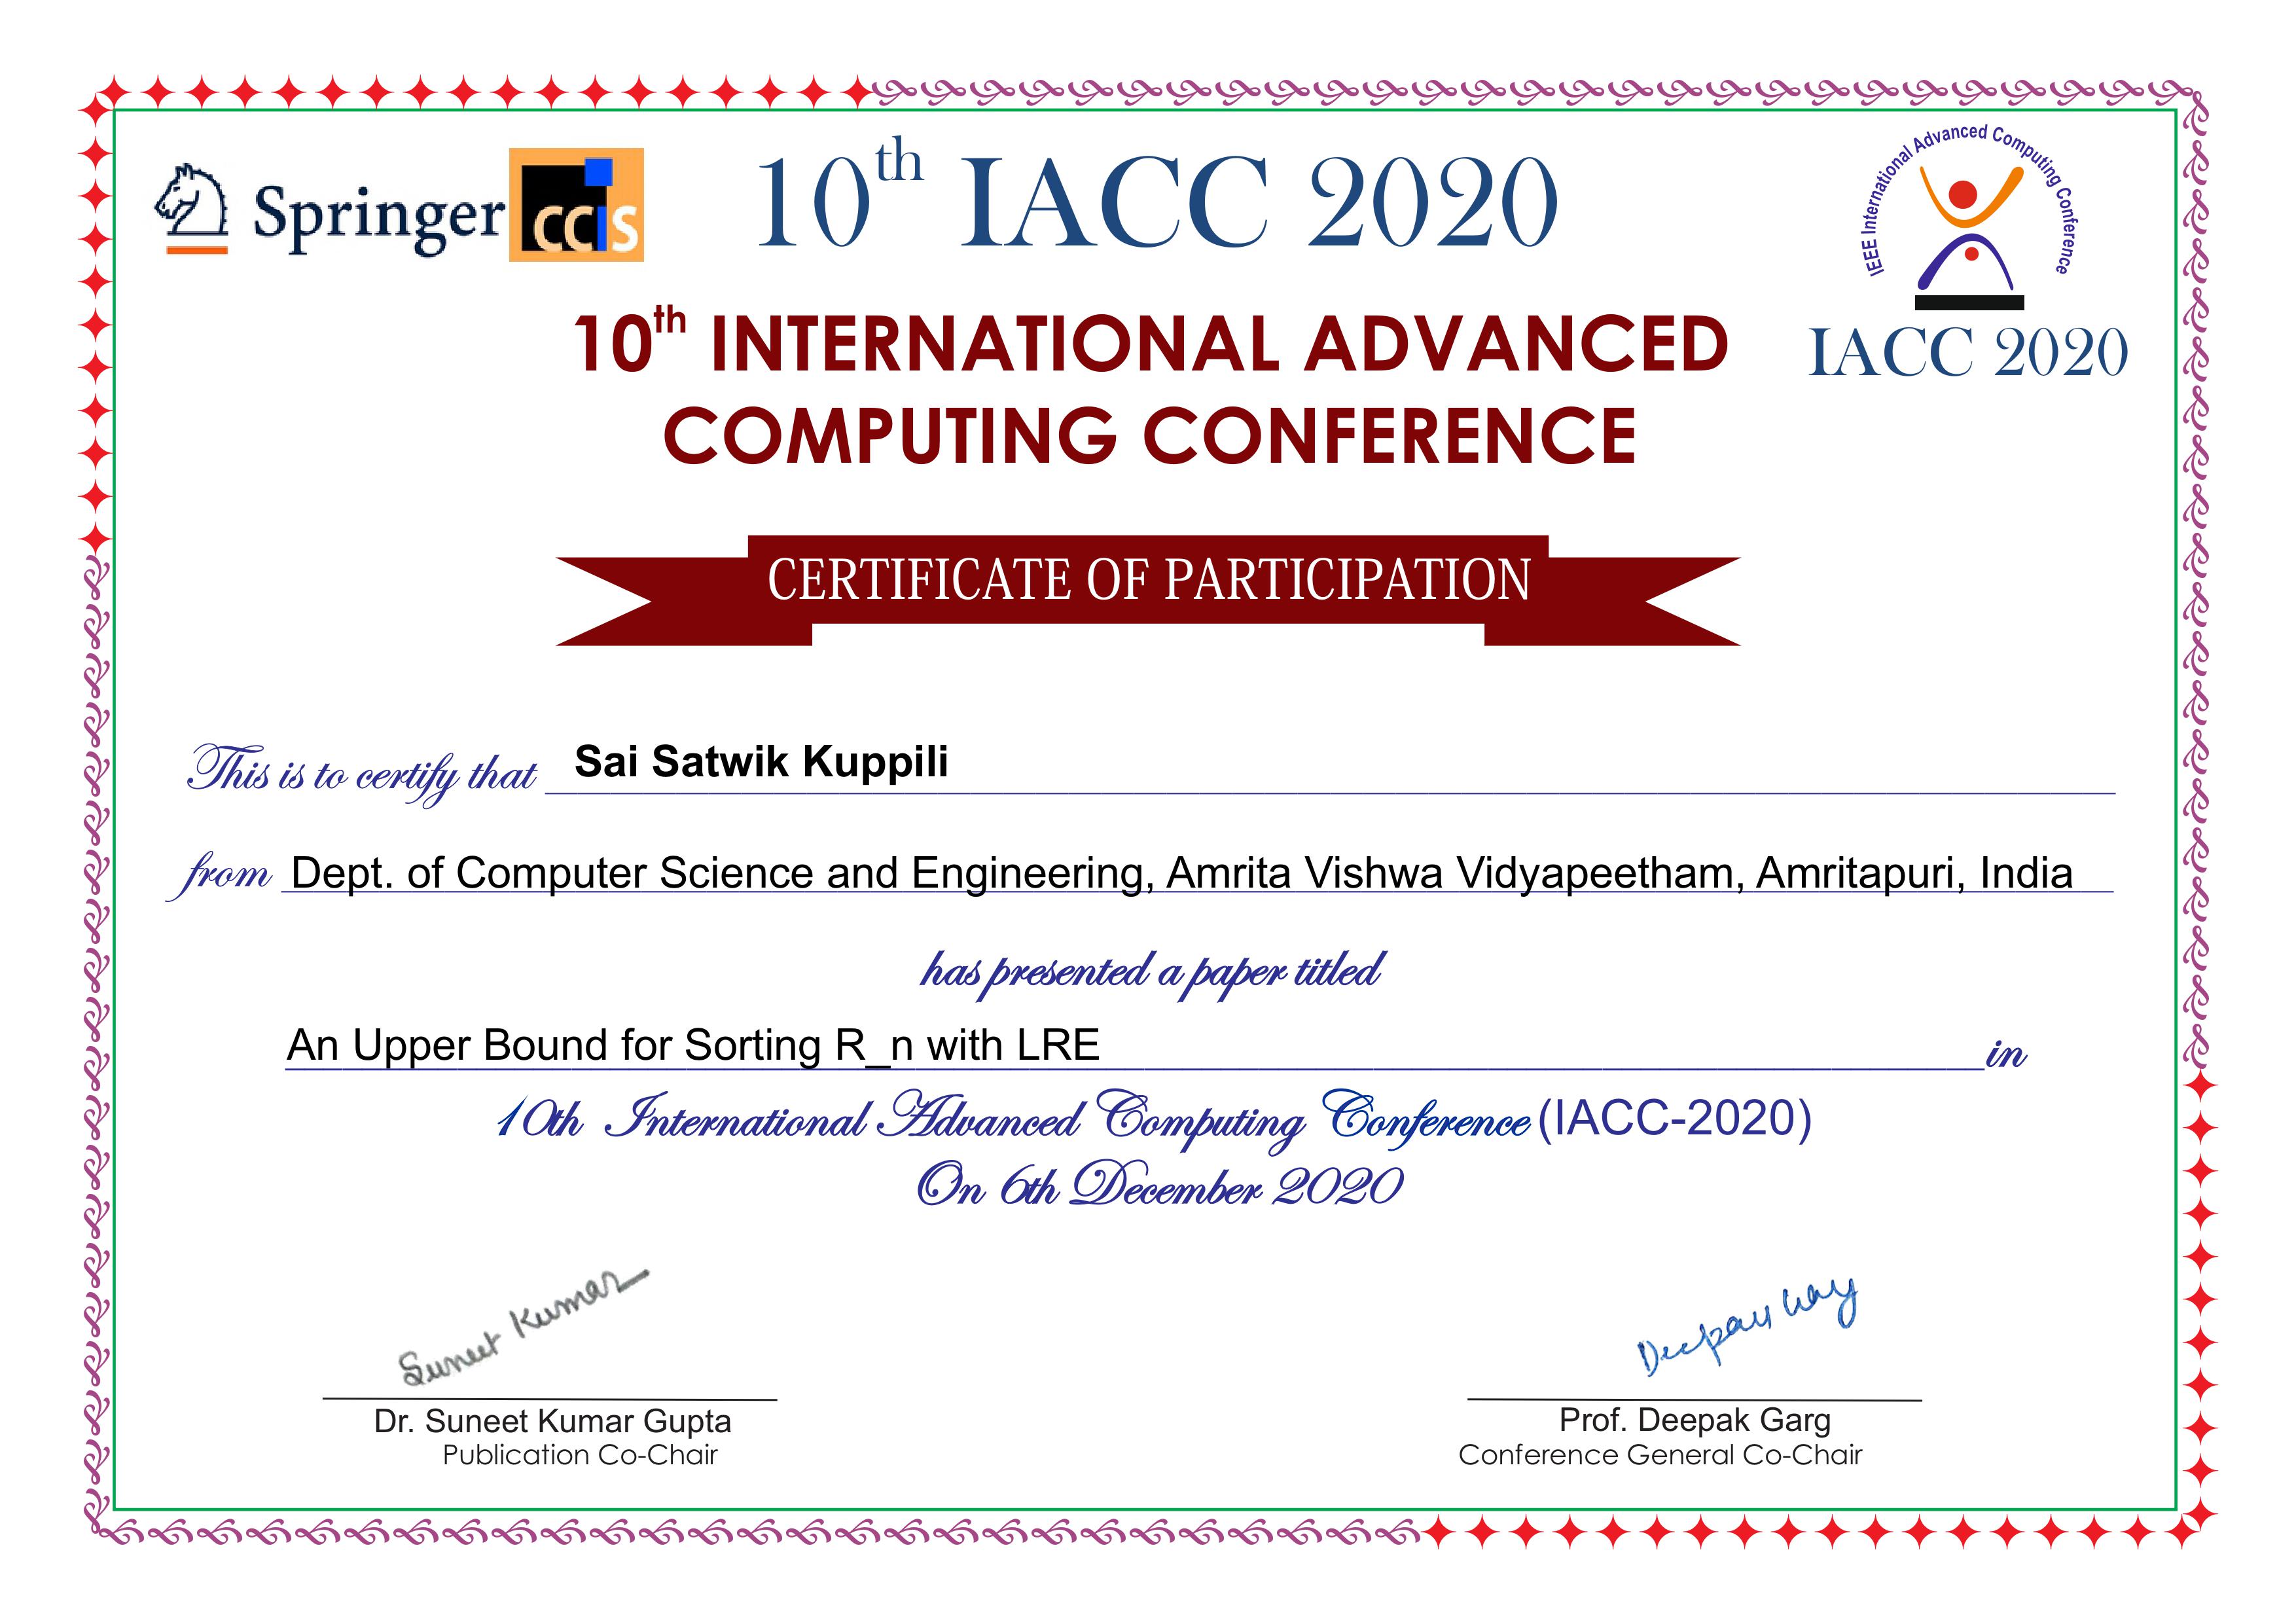 Springer
CCIS
10th IACC 2020
IEEE International Advanced Computing Conference
IACC 2020
10th INTERNATIONAL ADVANCED
COMPUTING CONFERENCE
CERTIFICATE OF PARTICIPATION
This is to certify that Sai Satwik Kuppili
from Dept. of Computer Science and Engineering, Amrita Vishwa Vidyapeetham, Amritapuri, India
has presented a paper titled
An Upper Bound for Sorting R_n with LRE in
10th International Advanced Computing Conference (IACC-2020)
On 6th December 2020
Suneet Kumar
Dr. Suneet Kumar Gupta
Publication Co-Chair
Deepak Garg
Prof. Deepak Garg
Conference General Co-Chair